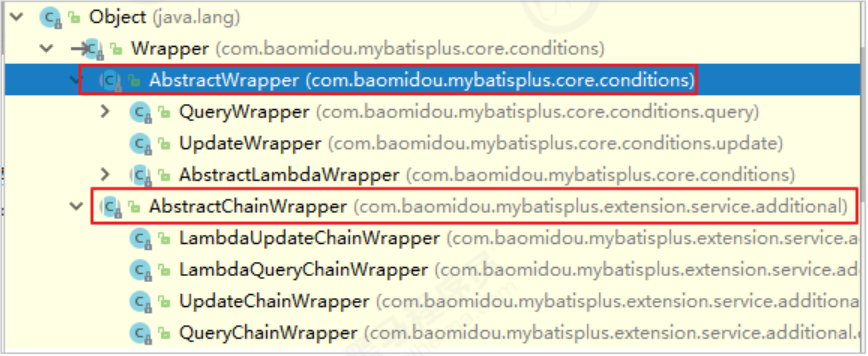 Object (java.lang)
Wrapper (com.baomidou.mybatisplus.core.conditions)
AbstractWrapper (com.baomidou.mybatisplus.core.conditions)
QueryWrapper (com.baomidou.mybatisplus.core.conditions.query)
UpdateWrapper (com.baomidou.mybatisplus.core.conditions.update)
AbstractLambdaWrapper (com.baomidou.mybatisplus.core.conditions)
AbstractChainWrapper (com.baomidou.mybatisplus.extension.service.additional)
LambdaUpdateChainWrapper (com.baomidou.mybatisplus.extension.service.a
LambdaQueryChainWrapper (com.baomidou.mybatisplus.extension.service.ad
UpdateChainWrapper (com.baomidou.mybatisplus.extension.service.additiona
QueryChainWrapper (com.baomidou.mybatisplus.extension.service.additional.